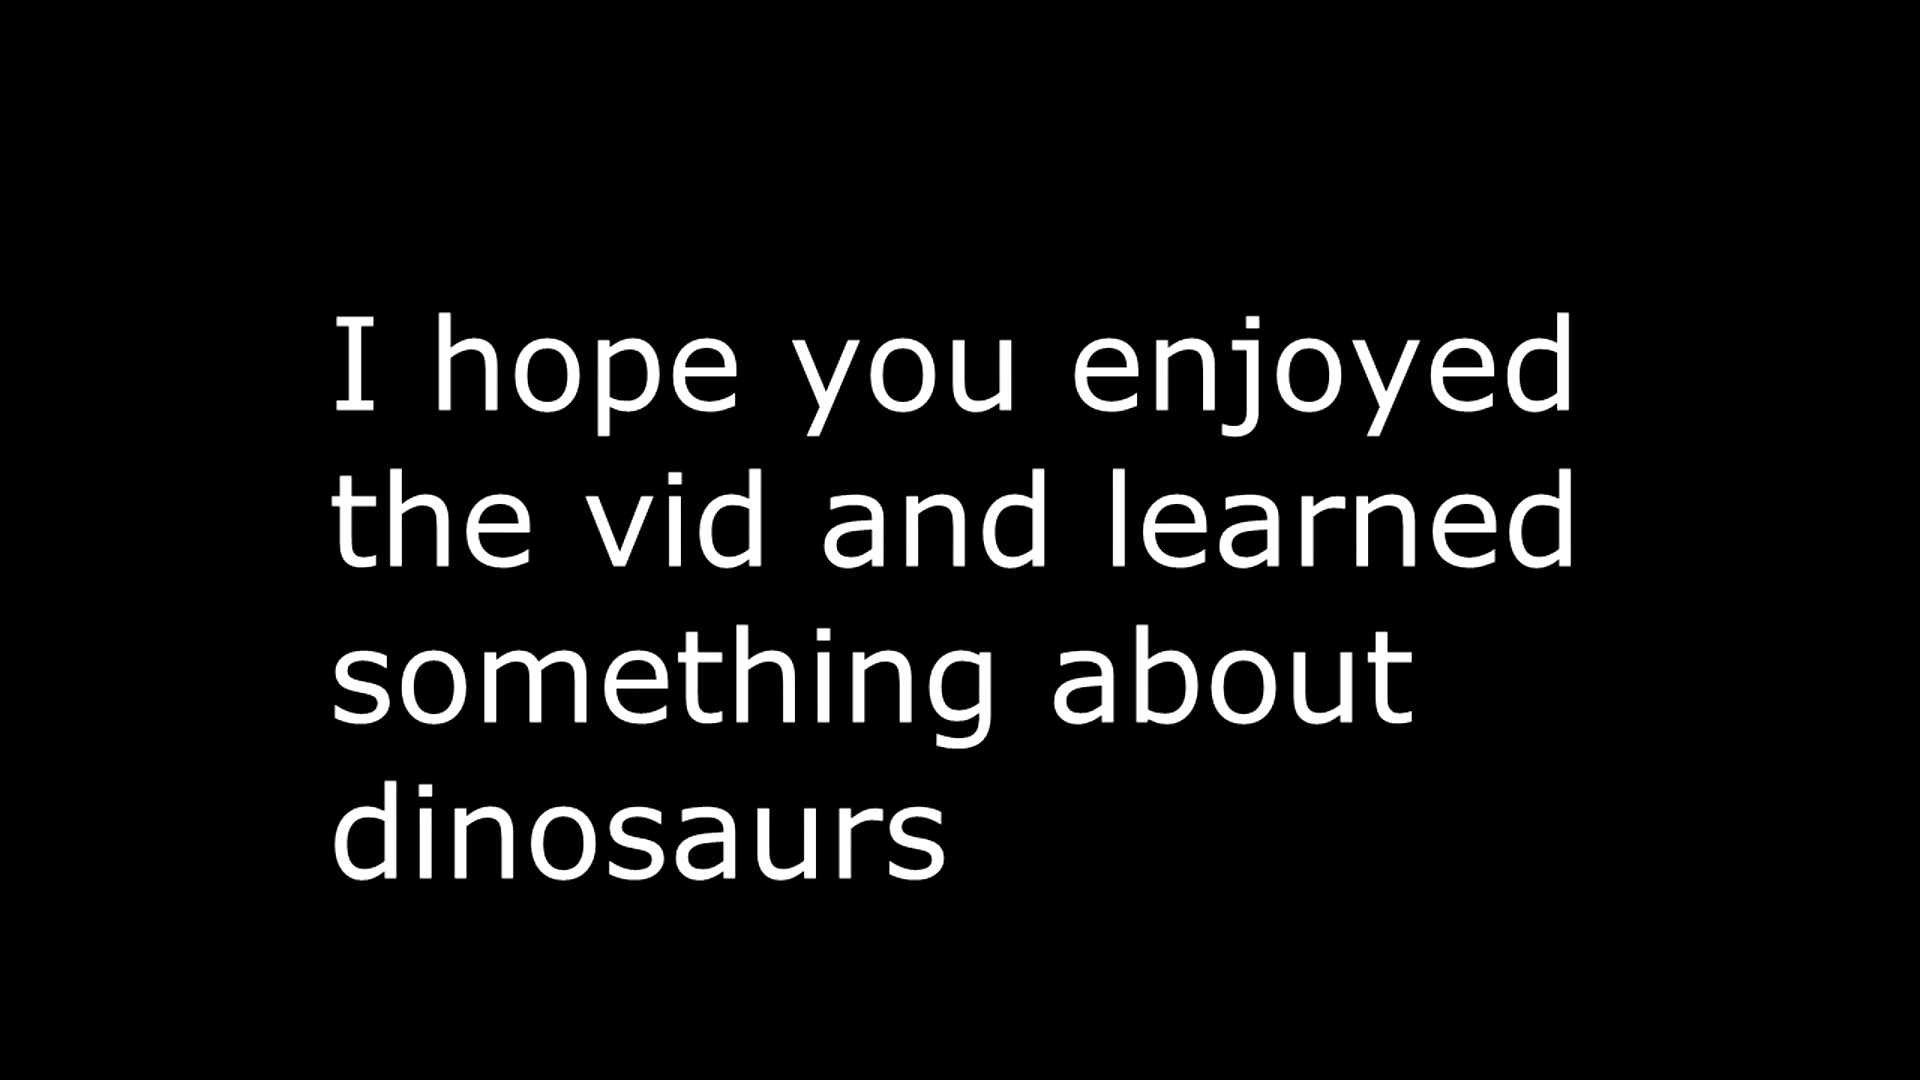 I hope you enjoyed
the vid and learned
something about
dinosaurs